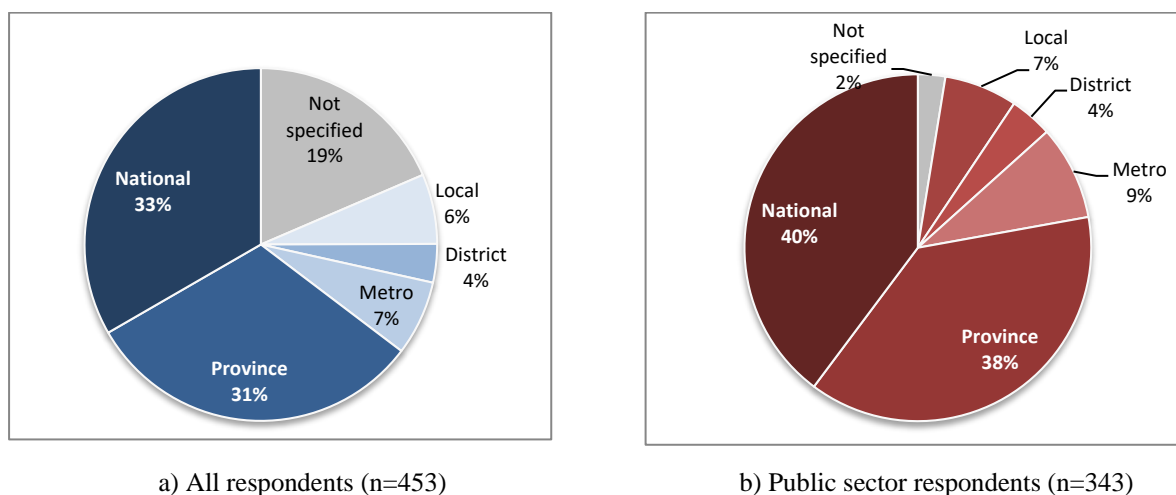 Not
specified
19%
Local
6%
District
4%
Metro
7%
Province
31%
National
33%
a) All respondents (n=453)
Not
specified
2%
Local
7%
District
4%
Metro
9%
Province
38%
National
40%
b) Public sector respondents (n=343)